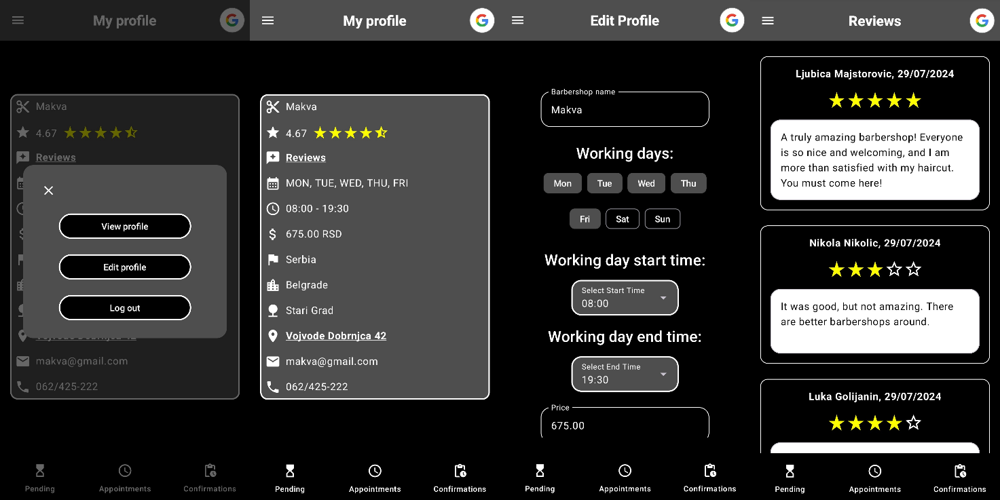 My profile
Makva
4.67
Reviews
View profile
Edit profile
Log out
makva@gmail.com
062/425-222
Pending
Appointments
Confirmations
My profile
Makva
4.67
Reviews
MON, TUE, WED, THU, FRI
08:00 - 19:30
675.00 RSD
Serbia
Belgrade
Stari Grad
Vojvode Dobrnjca 42
makva@gmail.com
062/425-222
Pending
Appointments
Confirmations
Edit Profile
Barbershop name
Makva
Working days:
Mon Tue Wed Thu
Fri Sat Sun
Working day start time:
Select Start Time
08:00
Working day end time:
Select End Time
19:30
Price
675.00
Pending
Appointments
Confirmations
Reviews
Ljubica Majstorovic, 29/07/2024
A truly amazing barbershop! Everyone
is so nice and welcoming, and I am
more than satisfied with my haircut.
You must come here!
Nikola Nikolic, 29/07/2024
It was good, but not amazing. There
are better barbershops around.
Luka Golijanin, 29/07/2024
Pending
Appointments
Confirmations